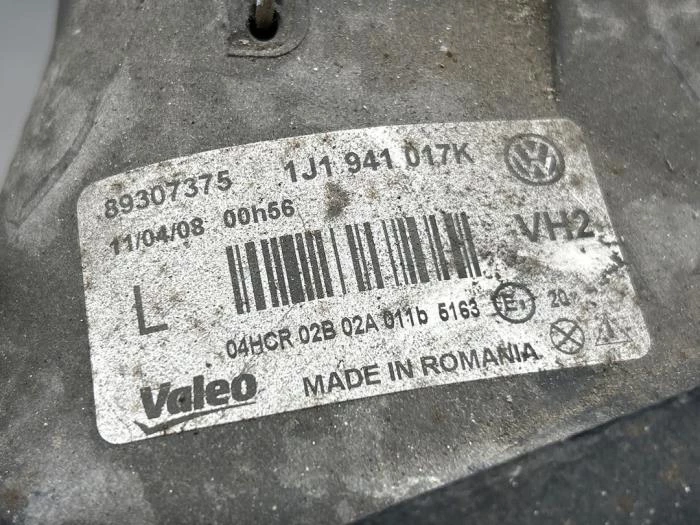 89307375 1J1 941 017K
11/04/08 00h56
VH2
L
04HCR 02B 02A 011b 5163 20
Valeo MADE IN ROMANIA